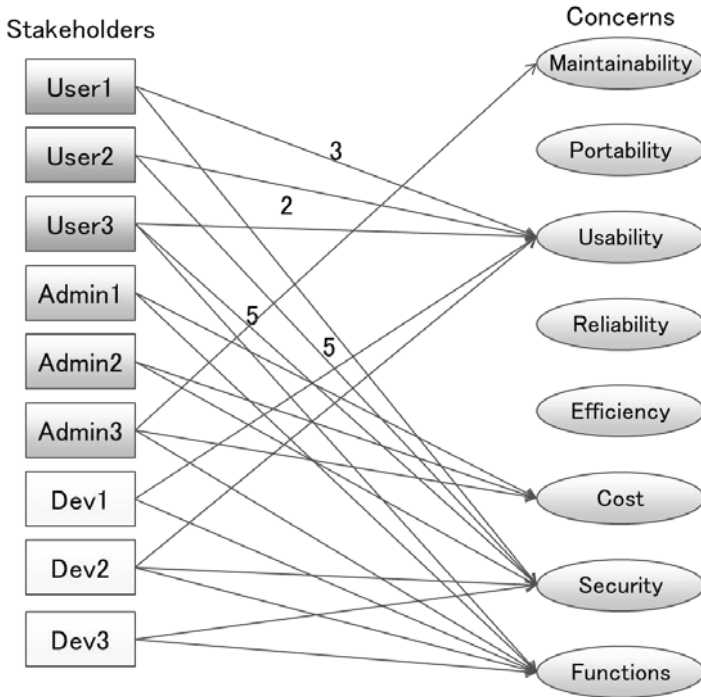 Stakeholders
Concerns
User1
User2
User3
Admin1
Admin2
Admin3
Dev1
Dev2
Dev3
3
2
5
5
Maintainability
Portability
Usability
Reliability
Efficiency
Cost
Security
Functions